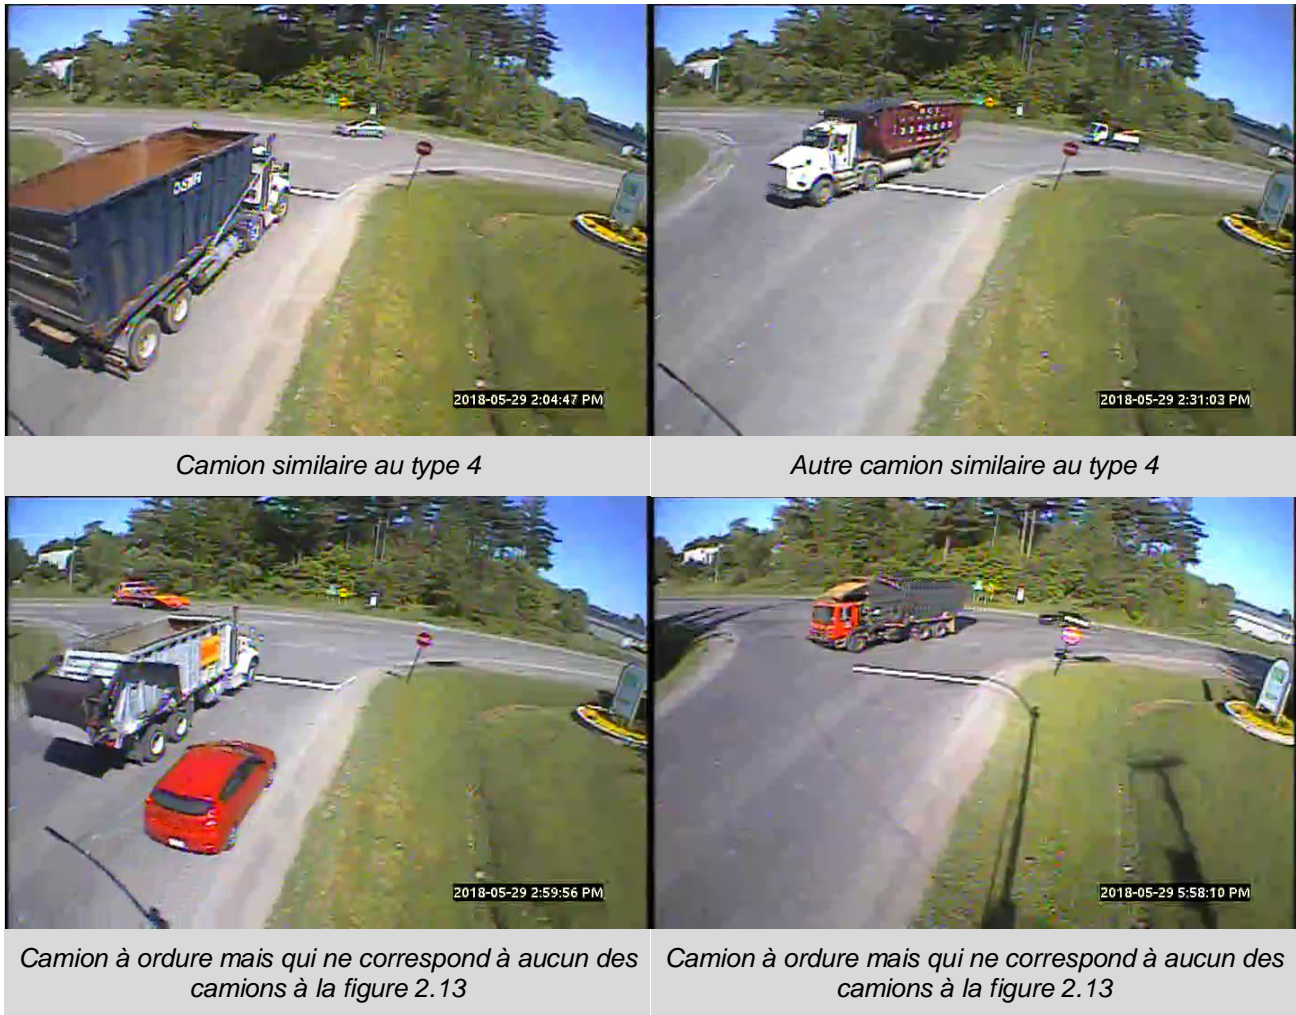 2018-05-29 2:04:47 PM
2018-05-29 2:31:03 PM
Camion similaire au type 4
Autre camion similaire au type 4
2018-05-29 2:59:56 PM
2018-05-29 5:58:10 PM
Camion à ordure mais qui ne correspond à aucun des
camions à la figure 2.13
Camion à ordure mais qui ne correspond à aucun des
camions à la figure 2.13